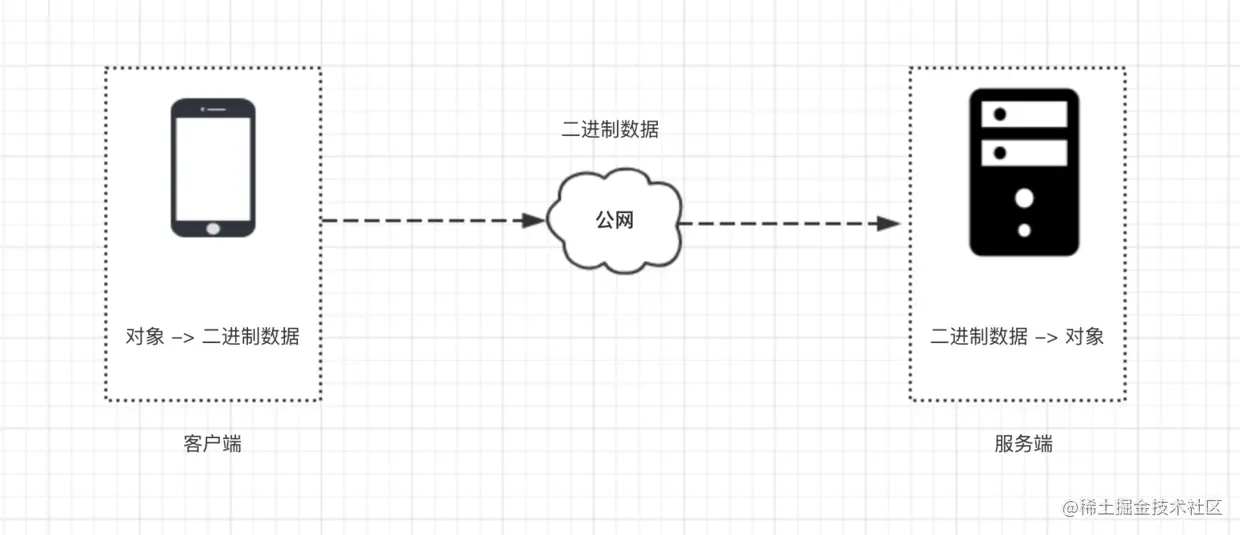 二进制数据
公网
对象 -> 二进制数据
二进制数据 -> 对象
客户端
服务端
@稀土掘金技术社区